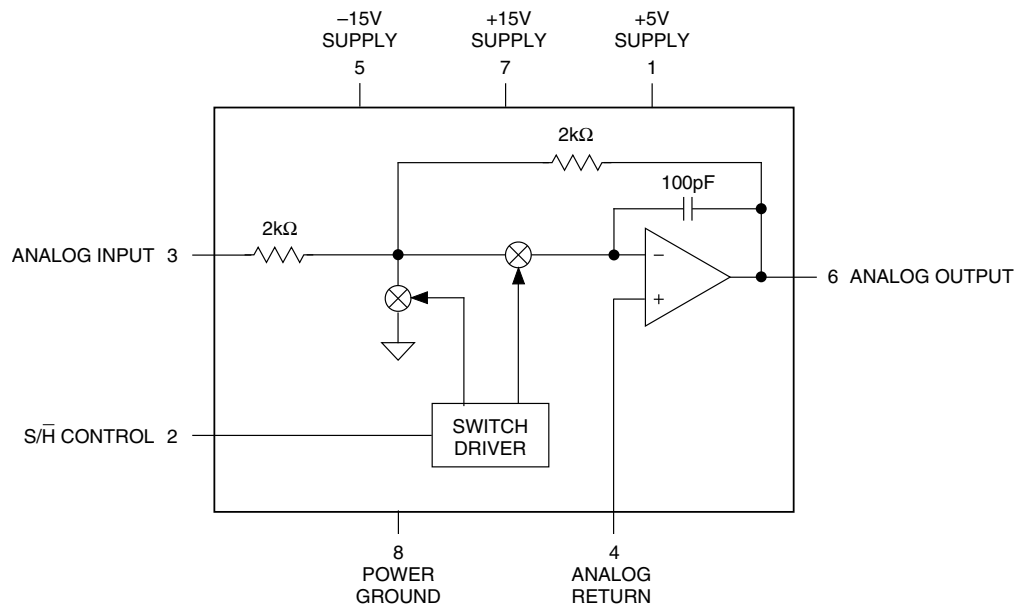 –15V
SUPPLY
5
+15V
SUPPLY
7
+5V
SUPPLY
1
2kΩ
100pF
2kΩ
ANALOG INPUT 3
–
+
6 ANALOG OUTPUT
S/H̅ CONTROL 2
SWITCH
DRIVER
8
POWER
GROUND
4
ANALOG
RETURN